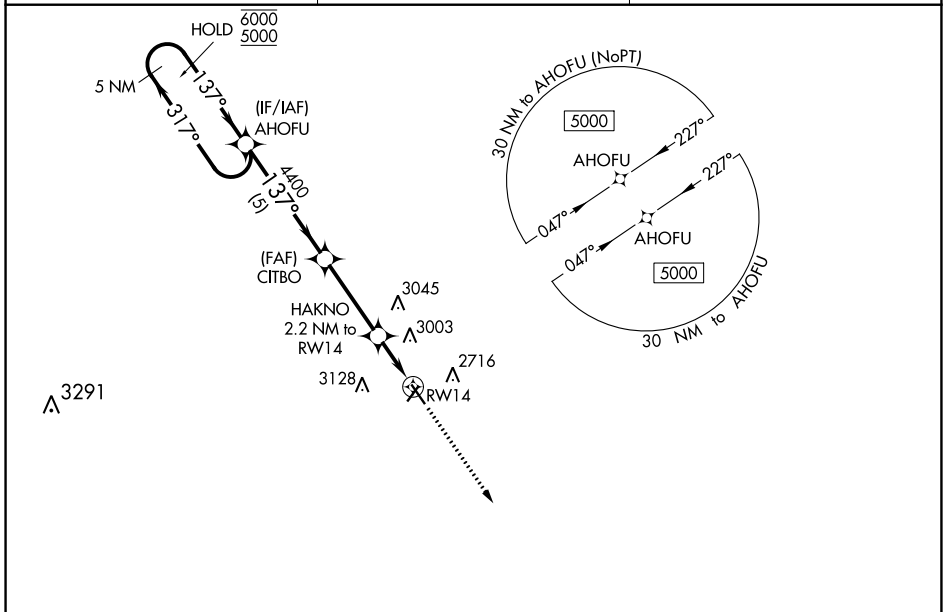 HOLD 6000
5000
5 NM
137°
317°
(IF/IAF)
AHOFU
4400
137°
(5)
(FAF)
CITBO
HAKNO
2.2 NM to
RW14
3045
3003
2716
3128
RW14
3291
30 NM to AHOFU (NoPT)
5000
AHOFU
227°
047°
227°
AHOFU
047°
5000
30 NM to AHOFU